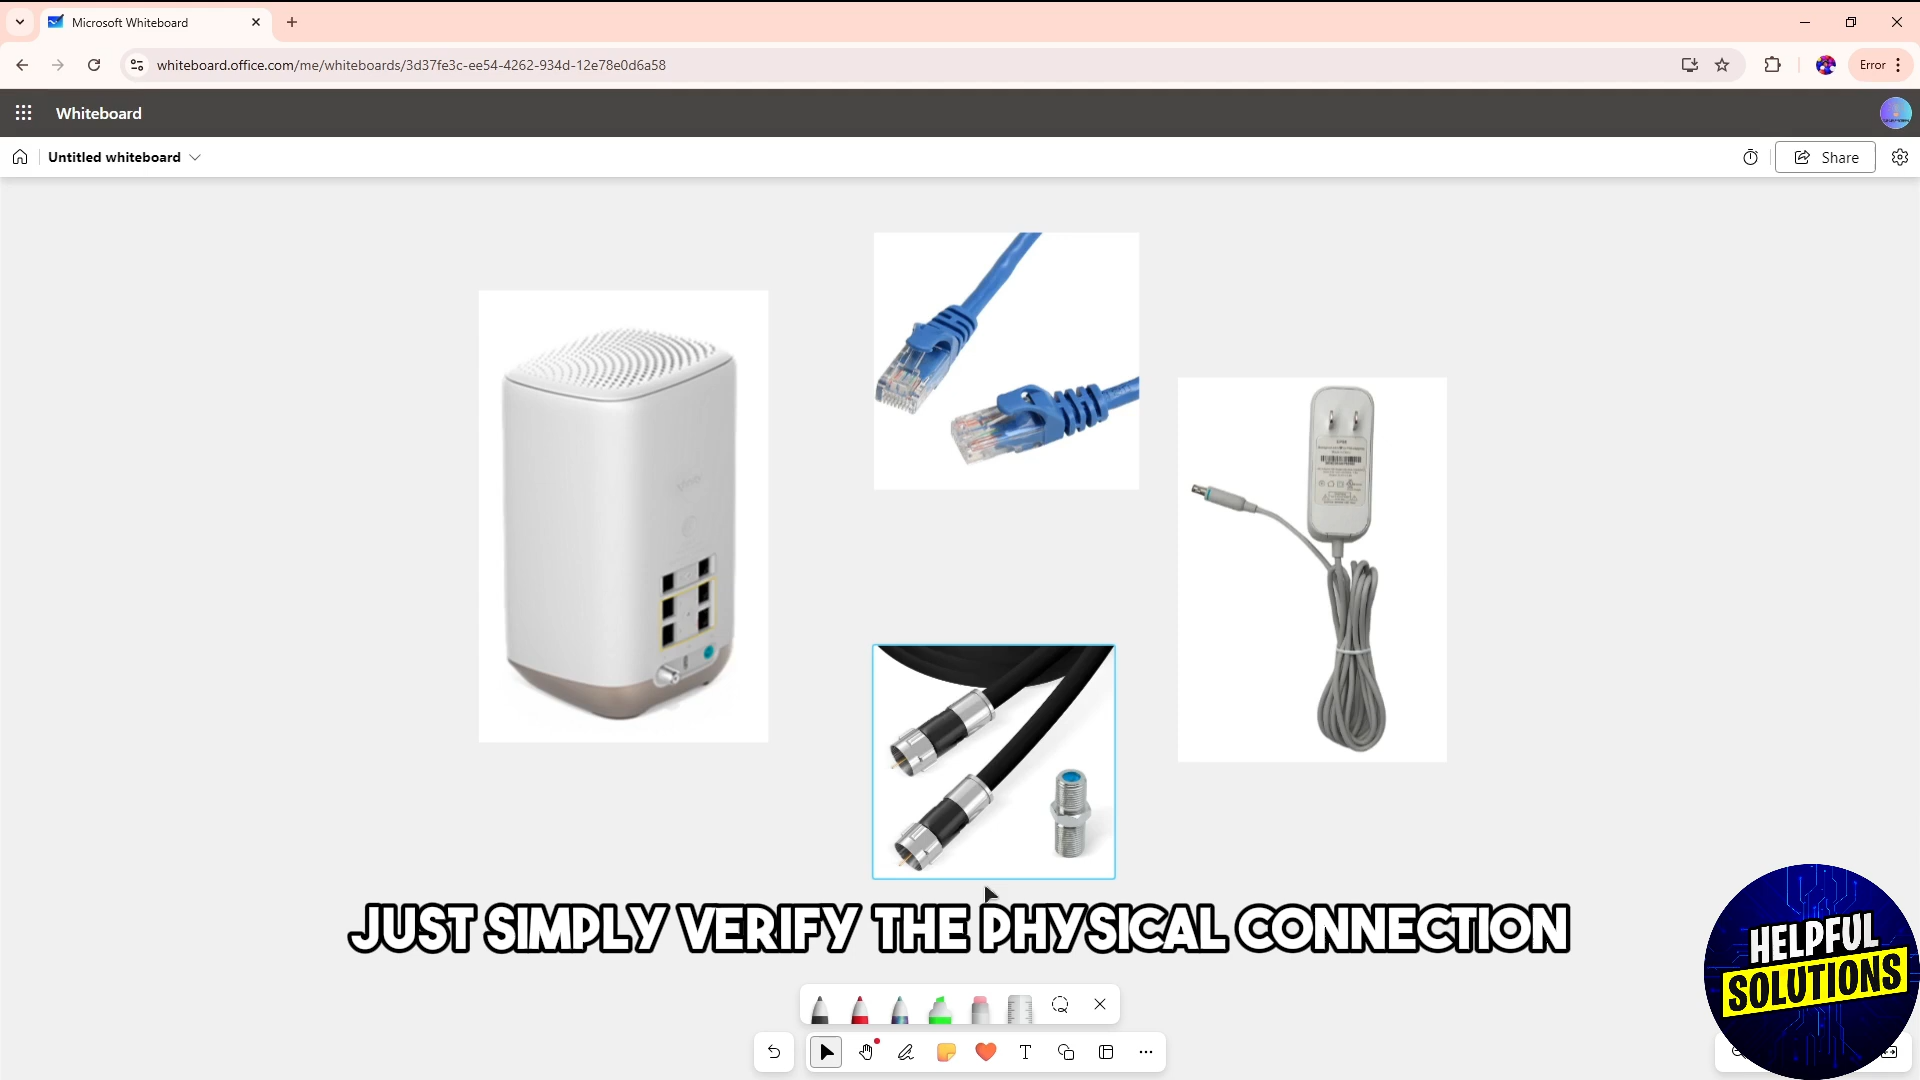 Microsoft Whiteboard
whiteboard.office.com/me/whiteboards/3d37fe3c-ee54-4262-934d-12e78e0d6a58
Error
Whiteboard
Untitled whiteboard
Share
JUST SIMPLY VERIFY THE PHYSICAL CONNECTION
HELPFUL
SOLUTIONS